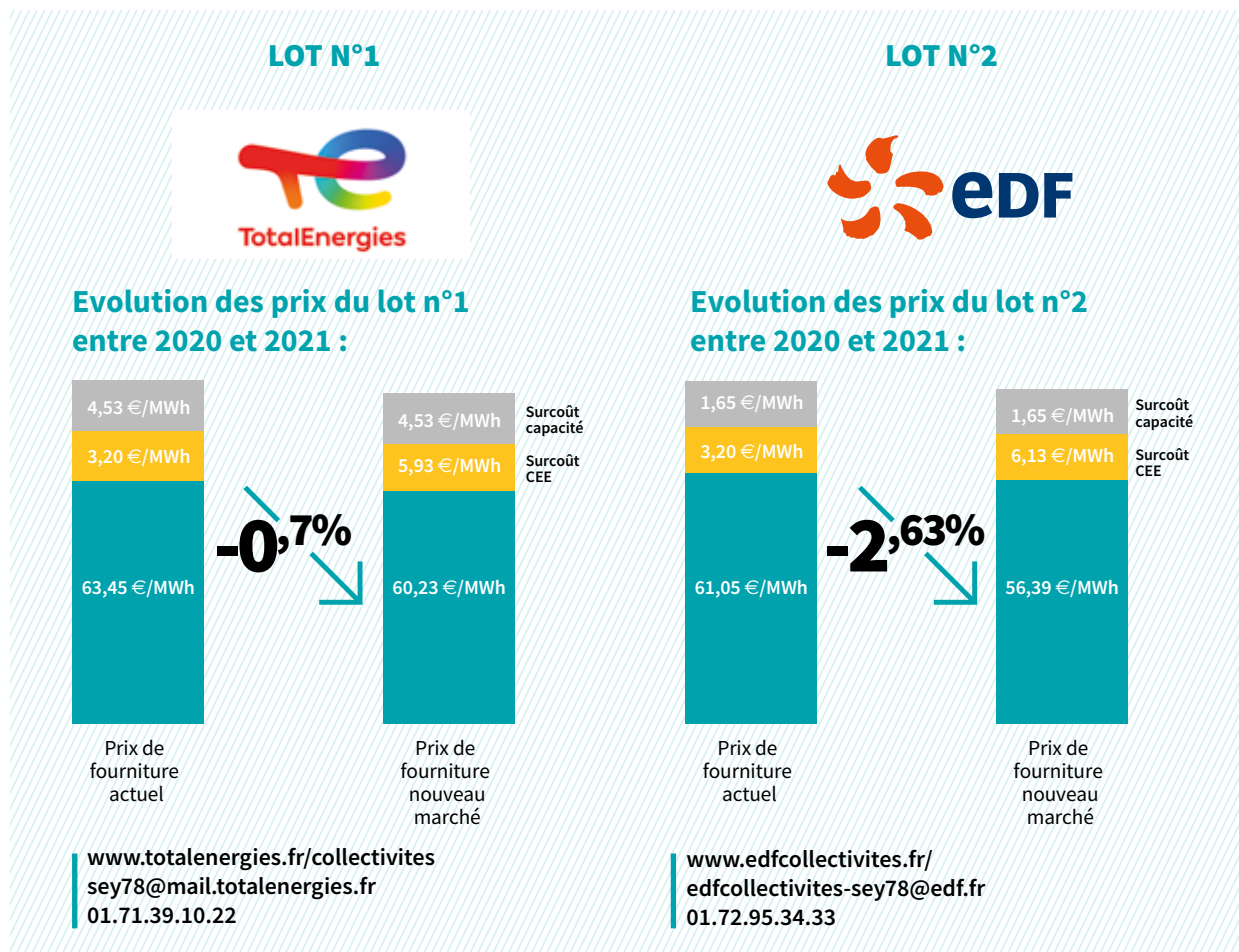 LOT N°1
TotalEnergies
Evolution des prix du lot n°1
entre 2020 et 2021 :
4,53 €/MWh
3,20 €/MWh
63,45 €/MWh
-0,7%
4,53 €/MWh
5,93 €/MWh
60,23 €/MWh
Surcoût
capacité
Surcoût
CEE
Prix de
fourniture
actuel
Prix de
fourniture
nouveau
marché
www.totalenergies.fr/collectivites
sey78@mail.totalenergies.fr
01.71.39.10.22
LOT N°2
eDF
Evolution des prix du lot n°2
entre 2020 et 2021 :
1,65 €/MWh
3,20 €/MWh
61,05 €/MWh
-2,63%
1,65 €/MWh
6,13 €/MWh
56,39 €/MWh
Surcoût
capacité
Surcoût
CEE
Prix de
fourniture
actuel
Prix de
fourniture
nouveau
marché
www.edfcollectivites.fr/
edfcollectivites-sey78@edf.fr
01.72.95.34.33